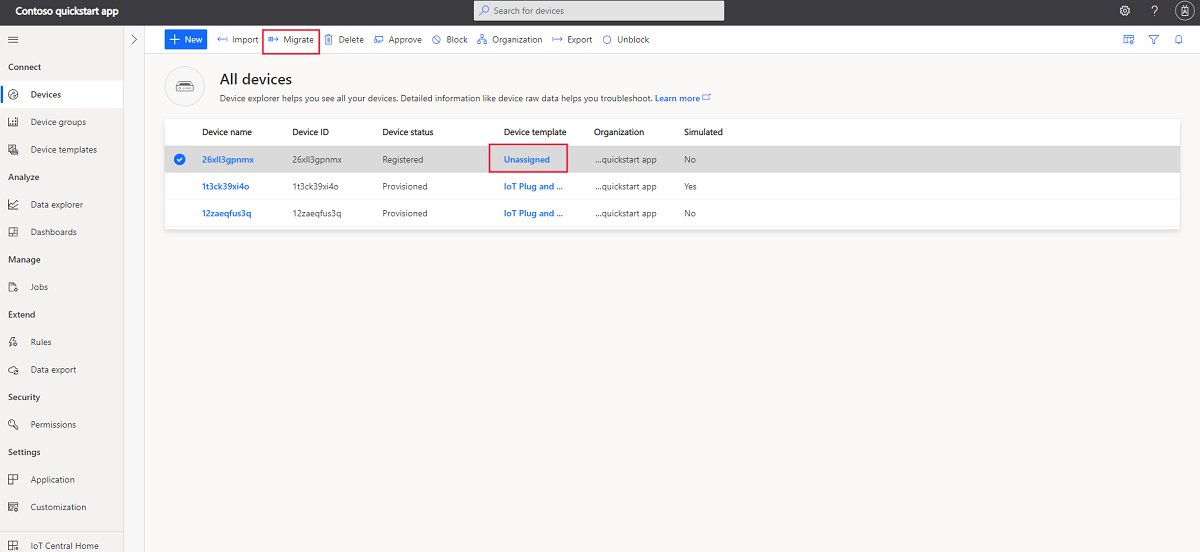 Contoso quickstart app
Search for devices
?
New Import Migrate Delete Approve Block Organization Export Unblock
Connect
Devices
Device groups
Device templates
Analyze
Data explorer
Dashboards
Manage
Jobs
Extend
Rules
Data export
Security
Permissions
Settings
Application
Customization
IoT Central Home
All devices
Device explorer helps you see all your devices. Detailed information like device raw data helps you troubleshoot. Learn more
Device name Device ID Device status Device template Organization Simulated
26xll3gpnmx 26xll3gpnmx Registered Unassigned ...quickstart app No
1t3ck39xi4o 1t3ck39xi4o Provisioned IoT Plug and ... ...quickstart app Yes
12zaeqfus3q 12zaeqfus3q Provisioned IoT Plug and ... ...quickstart app No